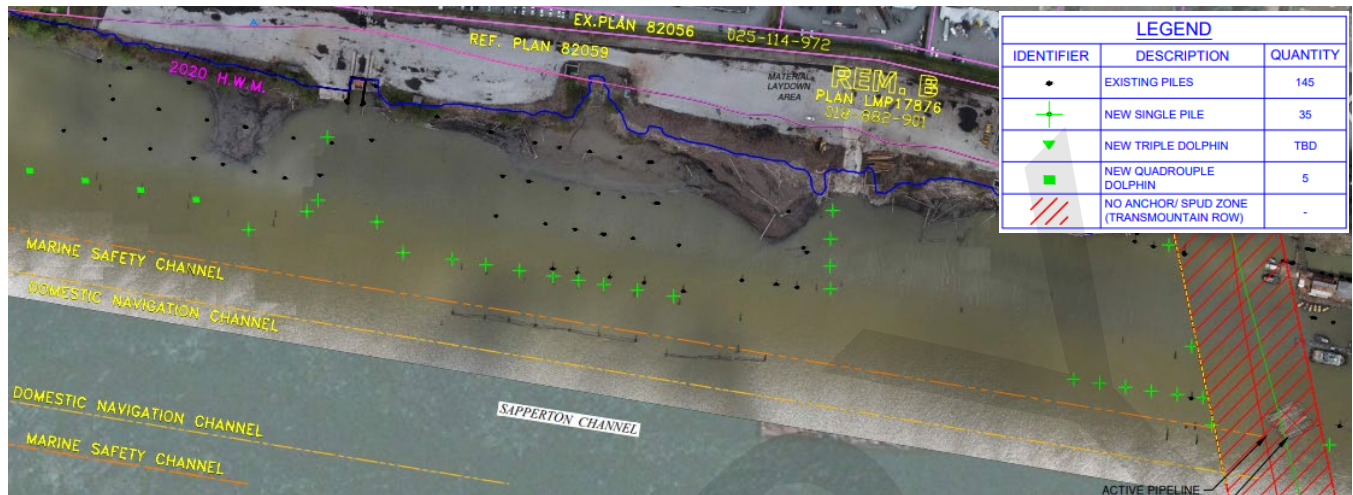 EX.PLAN 82056
025-114-972
REF. PLAN 82059
2020 H.W.M.
MATERIAL
LAYDOWN
AREA
REM. B
PLAN LMP17876
018-882-901
LEGEND
IDENTIFIER DESCRIPTION QUANTITY
EXISTING PILES 145
NEW SINGLE PILE 35
NEW TRIPLE DOLPHIN TBD
NEW QUADROUPLE
DOLPHIN 5
NO ANCHOR/ SPUD ZONE
(TRANSMOUNTAIN ROW) -
MARINE SAFETY CHANNEL
DOMESTIC NAVIGATION CHANNEL
DOMESTIC NAVIGATION CHANNEL
MARINE SAFETY CHANNEL
SAPPERTON CHANNEL
ACTIVE PIPELINE